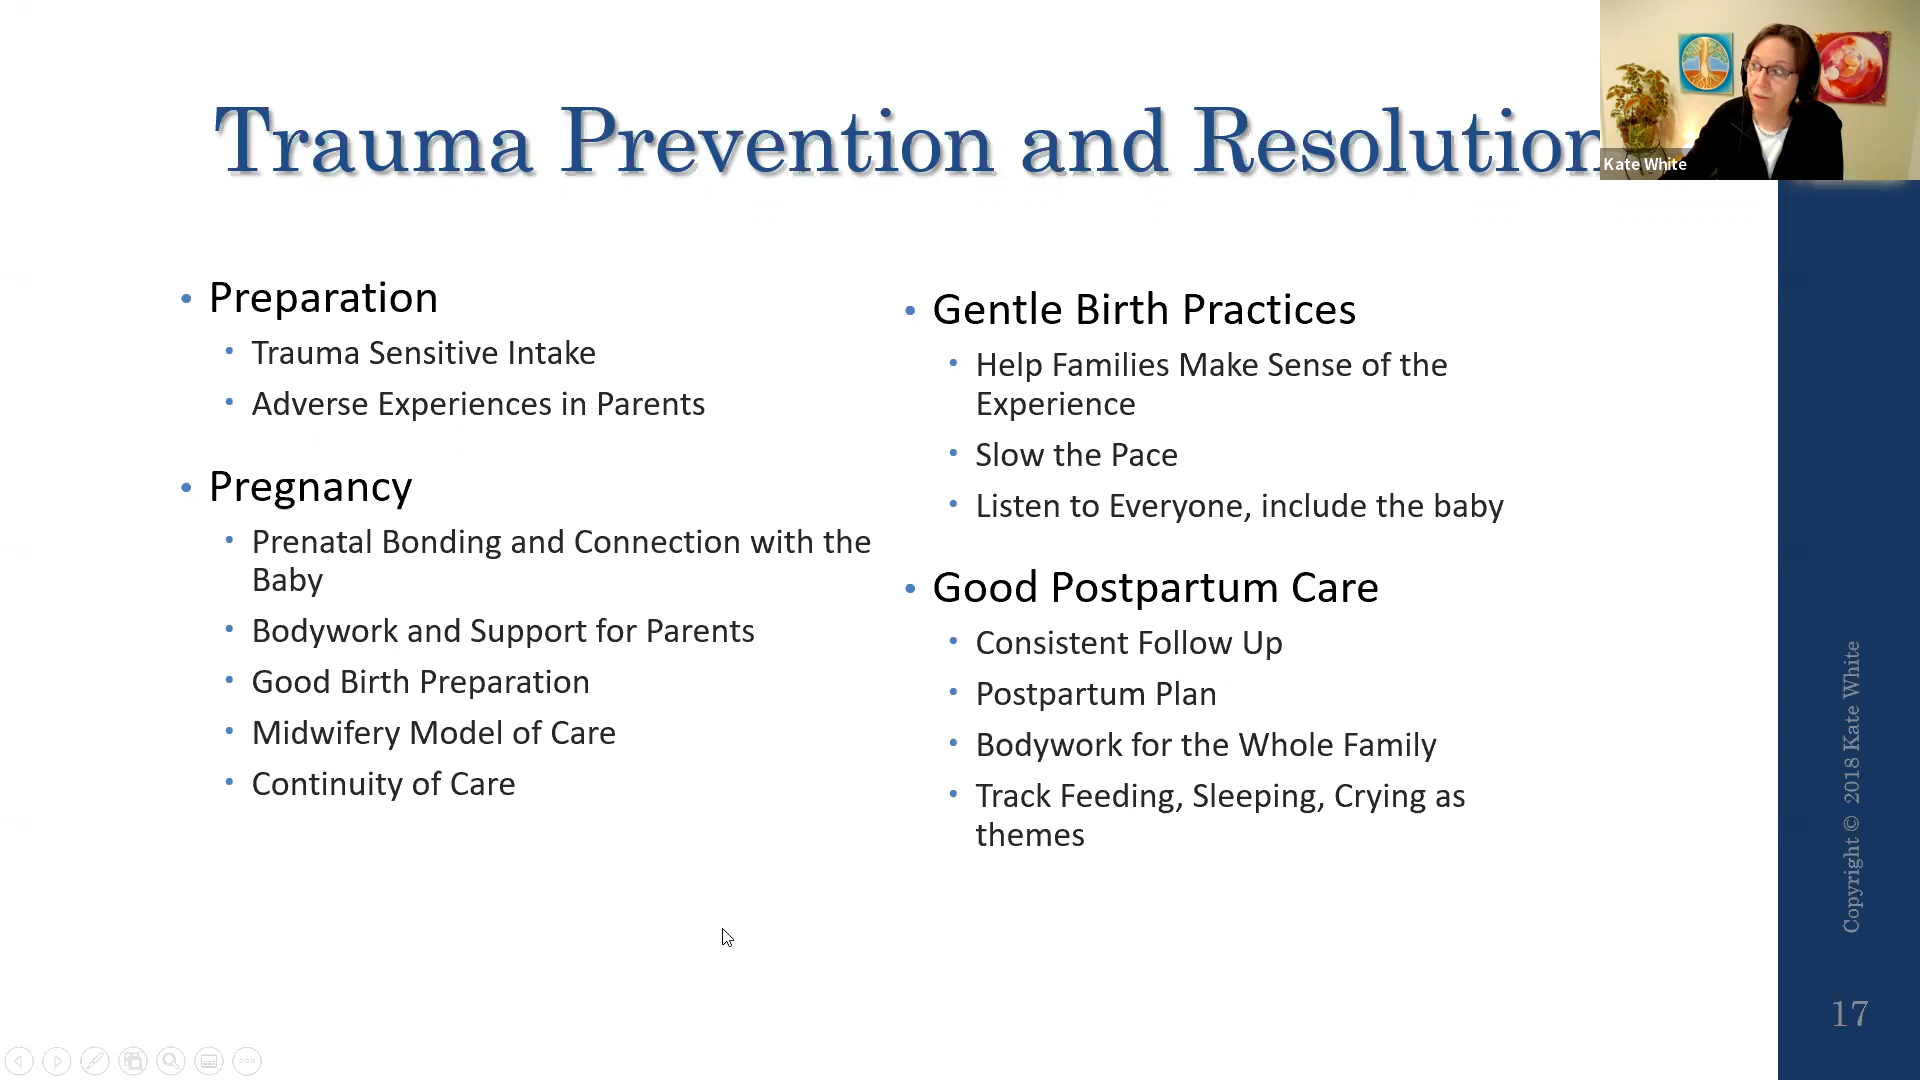 Trauma Prevention and Resolution
Kate White
• Preparation
• Trauma Sensitive Intake
• Adverse Experiences in Parents
• Pregnancy
• Prenatal Bonding and Connection with the
Baby
• Bodywork and Support for Parents
• Good Birth Preparation
• Midwifery Model of Care
• Continuity of Care
• Gentle Birth Practices
• Help Families Make Sense of the
Experience
• Slow the Pace
• Listen to Everyone, include the baby
• Good Postpartum Care
• Consistent Follow Up
• Postpartum Plan
• Bodywork for the Whole Family
• Track Feeding, Sleeping, Crying as
themes
Copyright © 2018 Kate White
17